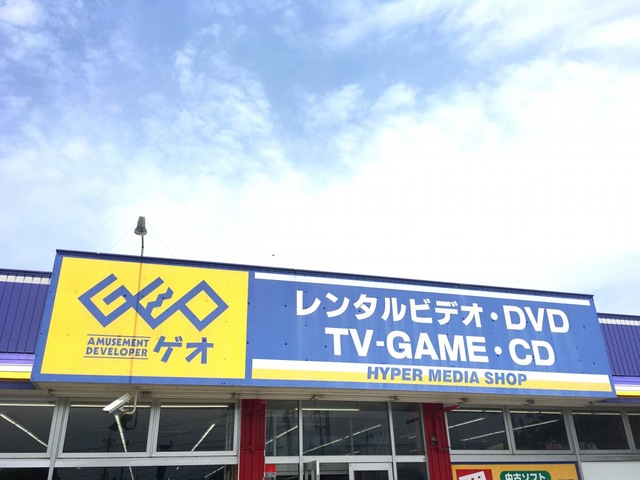 GEO
AMUSEMENT
DEVELOPER
ゲオ
レンタルビデオ・DVD
TV-GAME・CD
HYPER MEDIA SHOP
中古ソフト